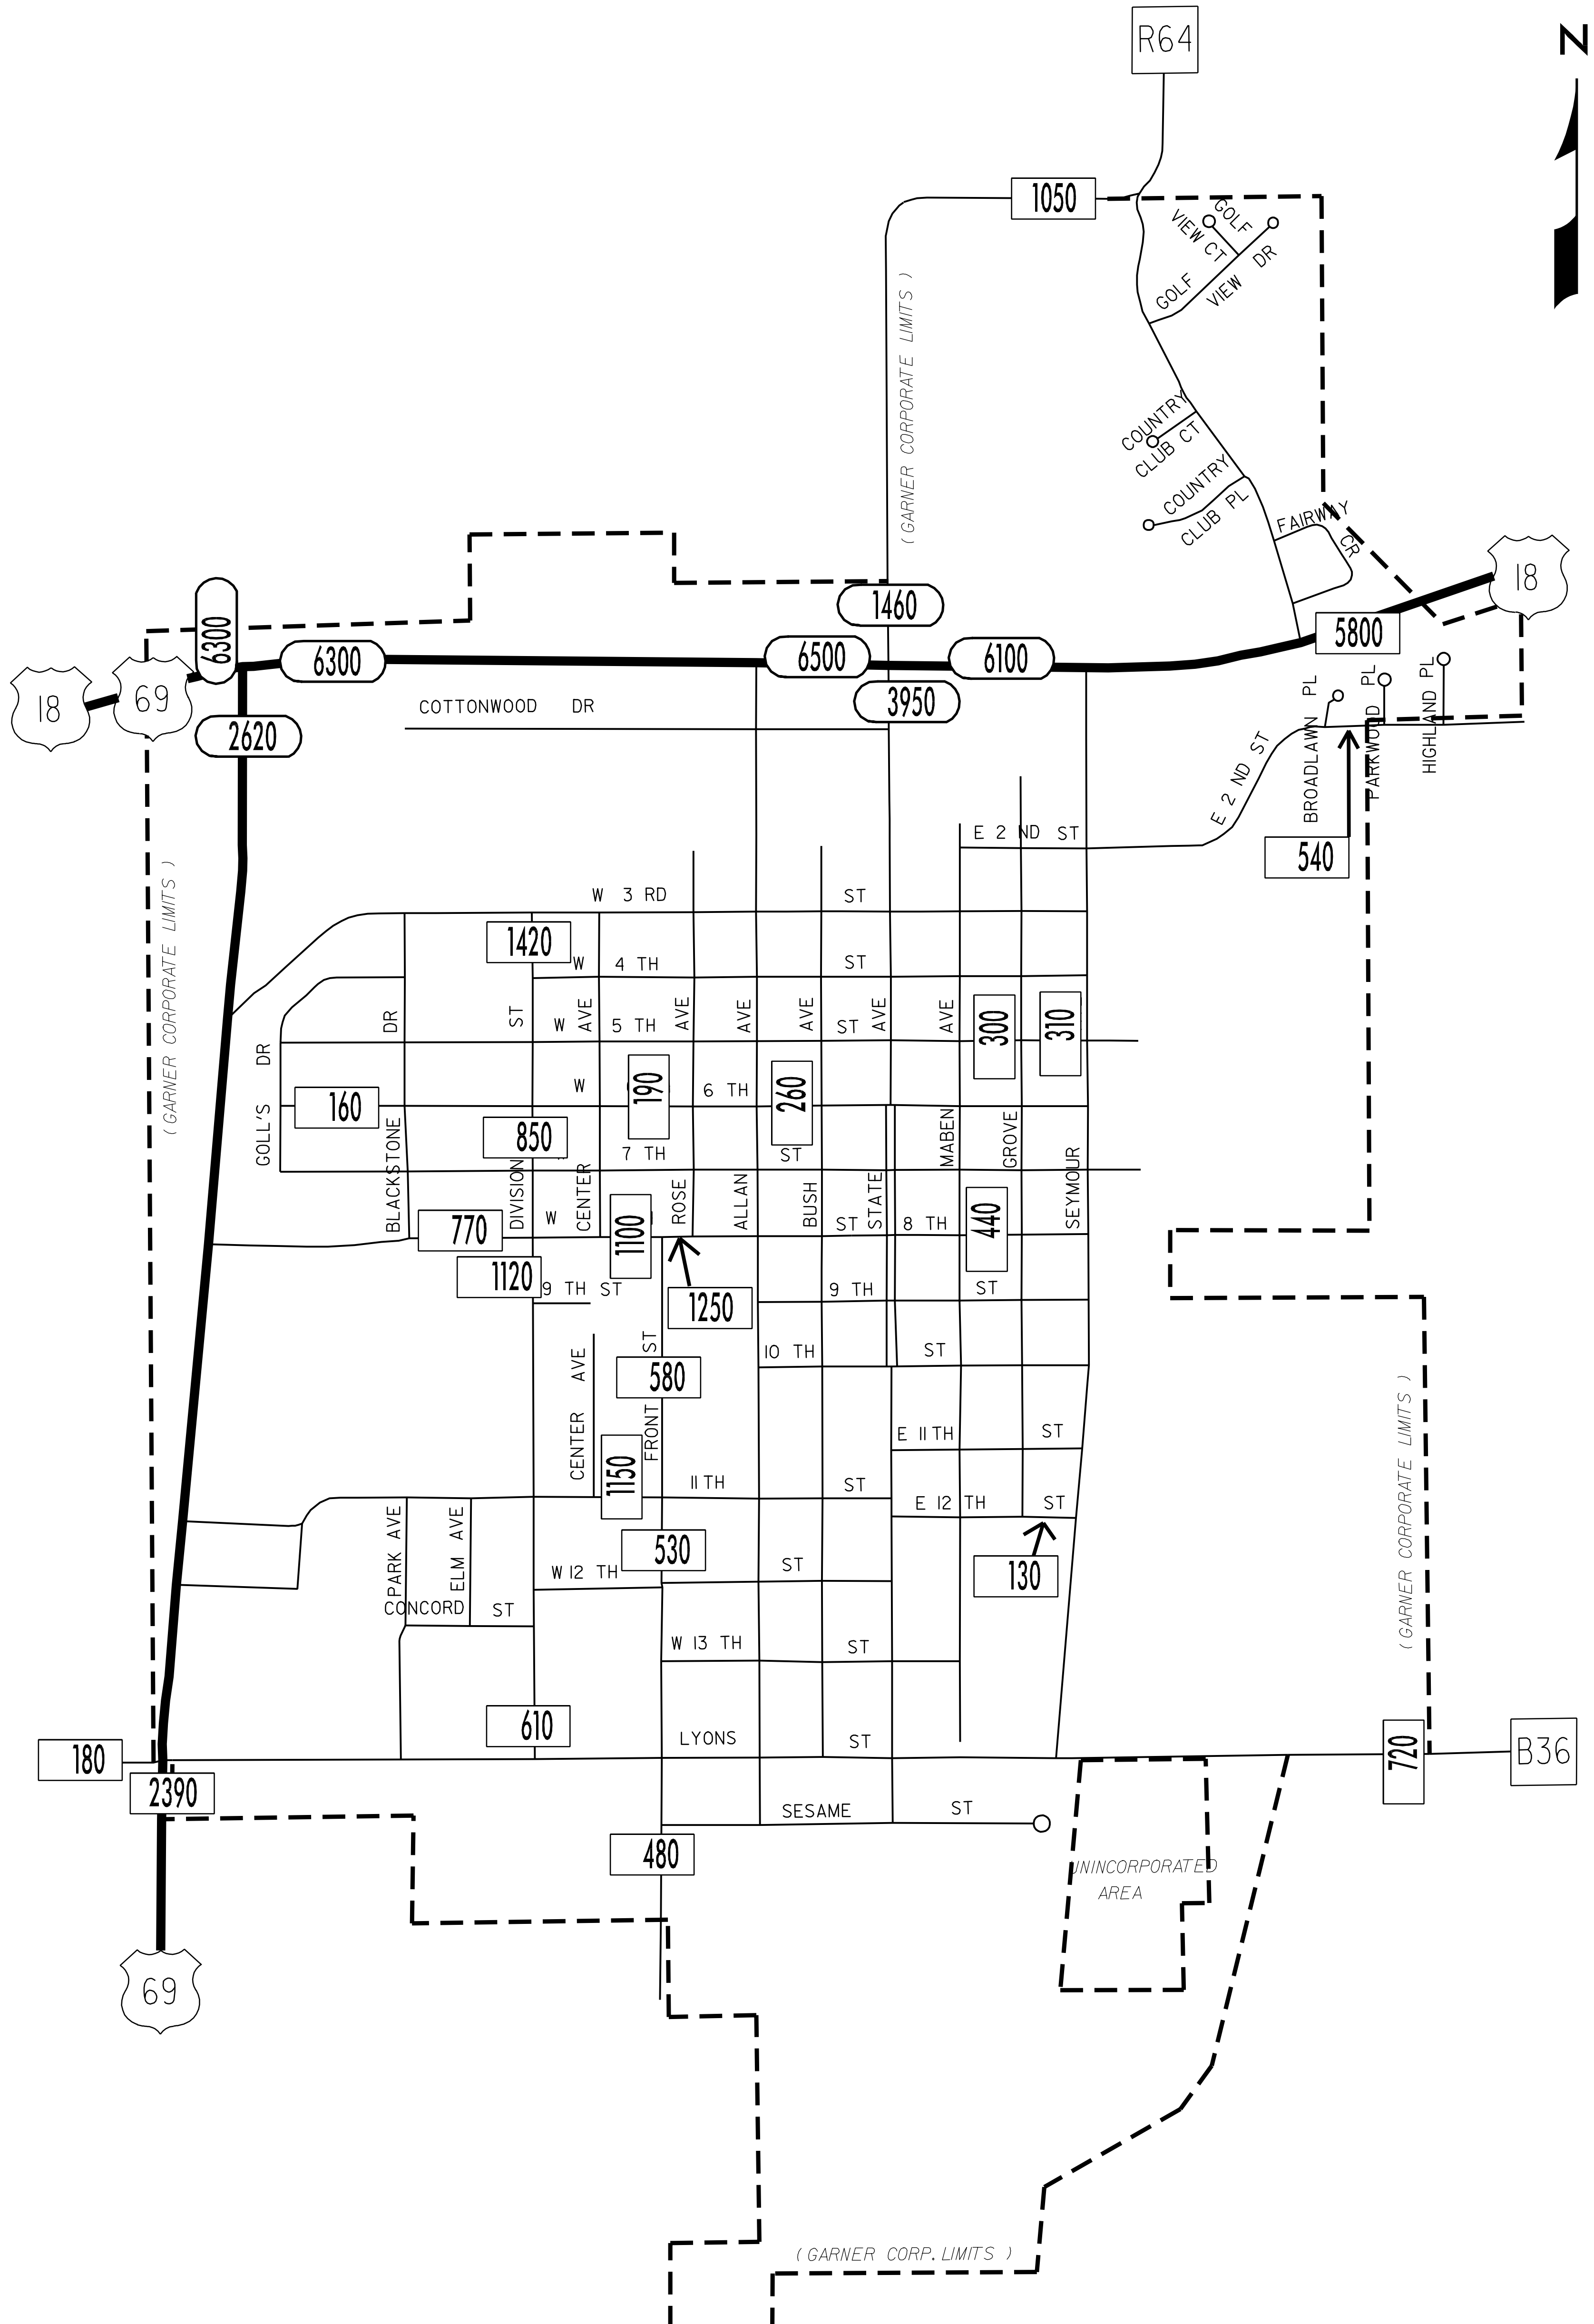 R64
N
1050
GOLF
VIEW CT
GOLF
VIEW DR
( GARNER CORPORATE LIMITS )
COUNTRY
CLUB CT
COUNTRY
CLUB PL
FAIRWAY
CR
18
6300
1460
5800
6300
6500
6100
18
69
3950
2620
COTTONWOOD DR
BROADLAWN PL
PARKWOOD PL
HIGHLAND PL
E 2 ND ST
E 2 ND ST
540
( GARNER CORPORATE LIMITS )
W 3 RD ST
1420
W 4 TH ST
W 5 TH ST
300
310
GOLL'S DR
BLACKSTONE DR
DIVISION ST
CENTER AVE
ROSE AVE
ALLAN AVE
BUSH AVE
STATE AVE
MABEN AVE
GROVE
SEYMOUR
160
W 6 TH
190
260
850
7 TH ST
770
W 8 TH ST
1100
440
1120
9 TH ST
9 TH ST
1250
FRONT ST
10 TH ST
580
CENTER AVE
E 11 TH ST
( GARNER CORPORATE LIMITS )
1150
11 TH ST
E 12 TH ST
PARK AVE
ELM AVE
530
W 12 TH ST
130
CONCORD ST
W 13 TH ST
610
LYONS ST
180
720
B36
2390
SESAME ST
480
UNINCORPORATED
AREA
69
( GARNER CORP. LIMITS )